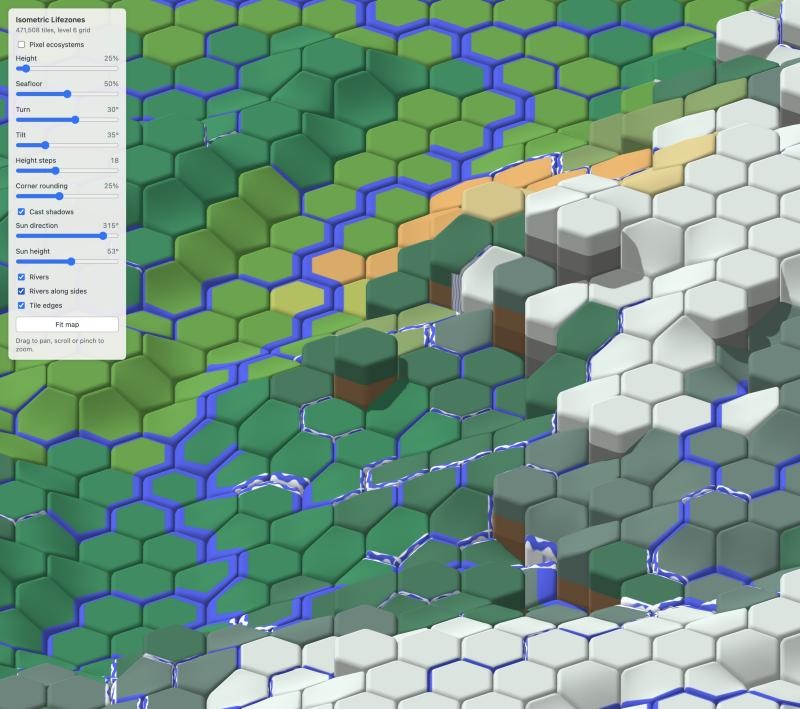 Isometric Lifezones
471,508 tiles, level 6 grid
Pixel ecosystems
Height 25%
Seafloor 50%
Turn 30°
Tilt 35°
Height steps 18
Corner rounding 25%
Cast shadows
Sun direction 315°
Sun height 53°
Rivers
Rivers along sides
Tile edges
Fit map
Drag to pan, scroll or pinch to
zoom.